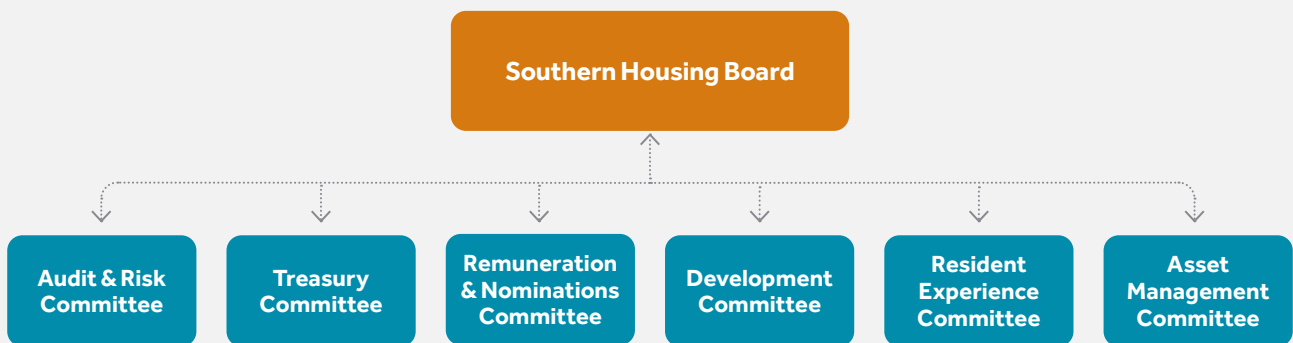 Southern Housing Board
Audit & Risk
Committee
Treasury
Committee
Remuneration
& Nominations
Committee
Development
Committee
Resident
Experience
Committee
Asset
Management
Committee